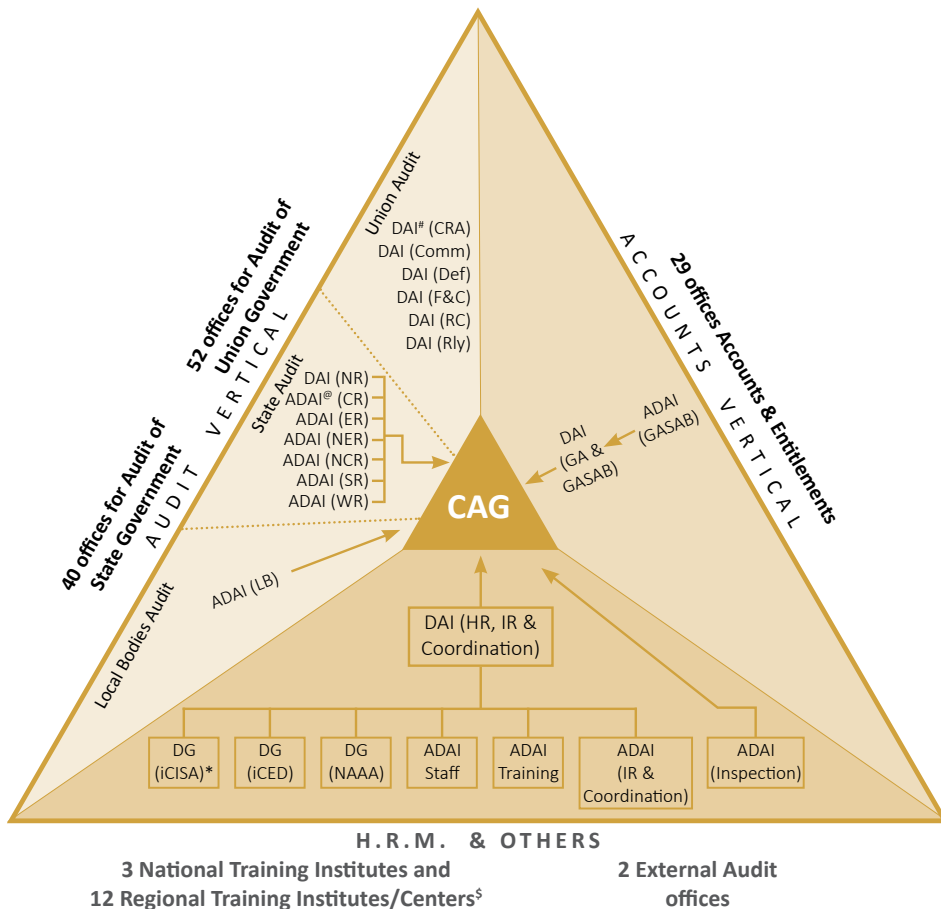 Union Audit
DAI# (CRA)
DAI (Comm)
DAI (Def)
DAI (F&C)
DAI (RC)
DAI (Rly)
52 offices for Audit of
Union Government
40 offices for Audit of
State Government
AUDIT VERTICAL
State Audit
DAI (NR)
ADAI@ (CR)
ADAI (ER)
ADAI (NER)
ADAI (NCR)
ADAI (SR)
ADAI (WR)
Local Bodies Audit
ADAI (LB)
CAG
ADAI
(GASAB)
DAI
(GA &
GASAB)
ACCOUNTS VERTICAL
29 offices Accounts & Entitlements
DAI (HR, IR &
Coordination)
DG
(iCISA)*
DG
(iCED)
DG
(NAAA)
ADAI
Staff
ADAI
Training
ADAI
(IR &
Coordination)
ADAI
(Inspection)
H.R.M. & OTHERS
3 National Training Institutes and
12 Regional Training Institutes/Centers$
2 External Audit
offices